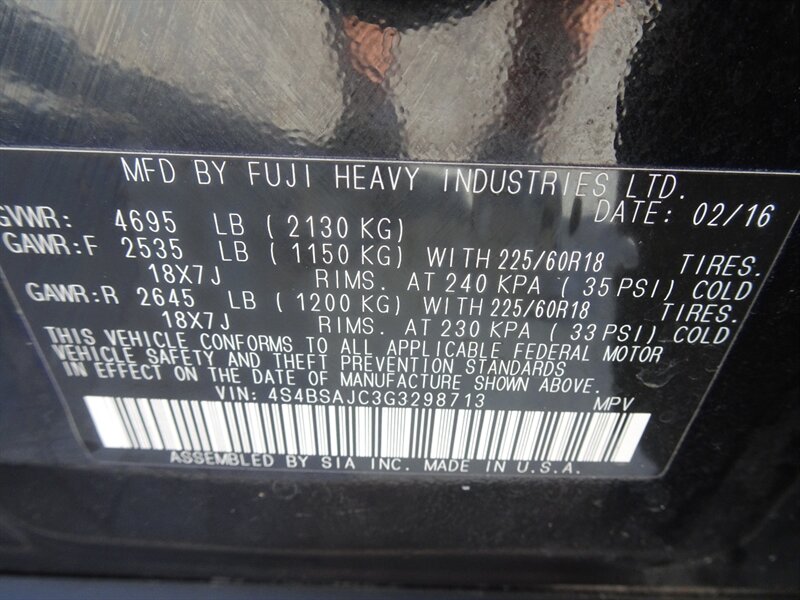 MFD BY FUJI HEAVY INDUSTRIES LTD.
DATE: 02/16
GVWR: 4695 LB ( 2130 KG)
GAWR:F 2535 LB ( 1150 KG) WITH 225/60R18 TIRES.
18X7J RIMS. AT 240 KPA ( 35 PSI) COLD
GAWR:R 2645 LB ( 1200 KG) WITH 225/60R18 TIRES.
18X7J RIMS. AT 230 KPA ( 33 PSI) COLD
THIS VEHICLE CONFORMS TO ALL APPLICABLE FEDERAL MOTOR
VEHICLE SAFETY AND THEFT PREVENTION STANDARDS
IN EFFECT ON THE DATE OF MANUFACTURE SHOWN ABOVE.
VIN: 4S4BSAJC3G3298713 MPV
ASSEMBLED BY SIA INC. MADE IN U.S.A.